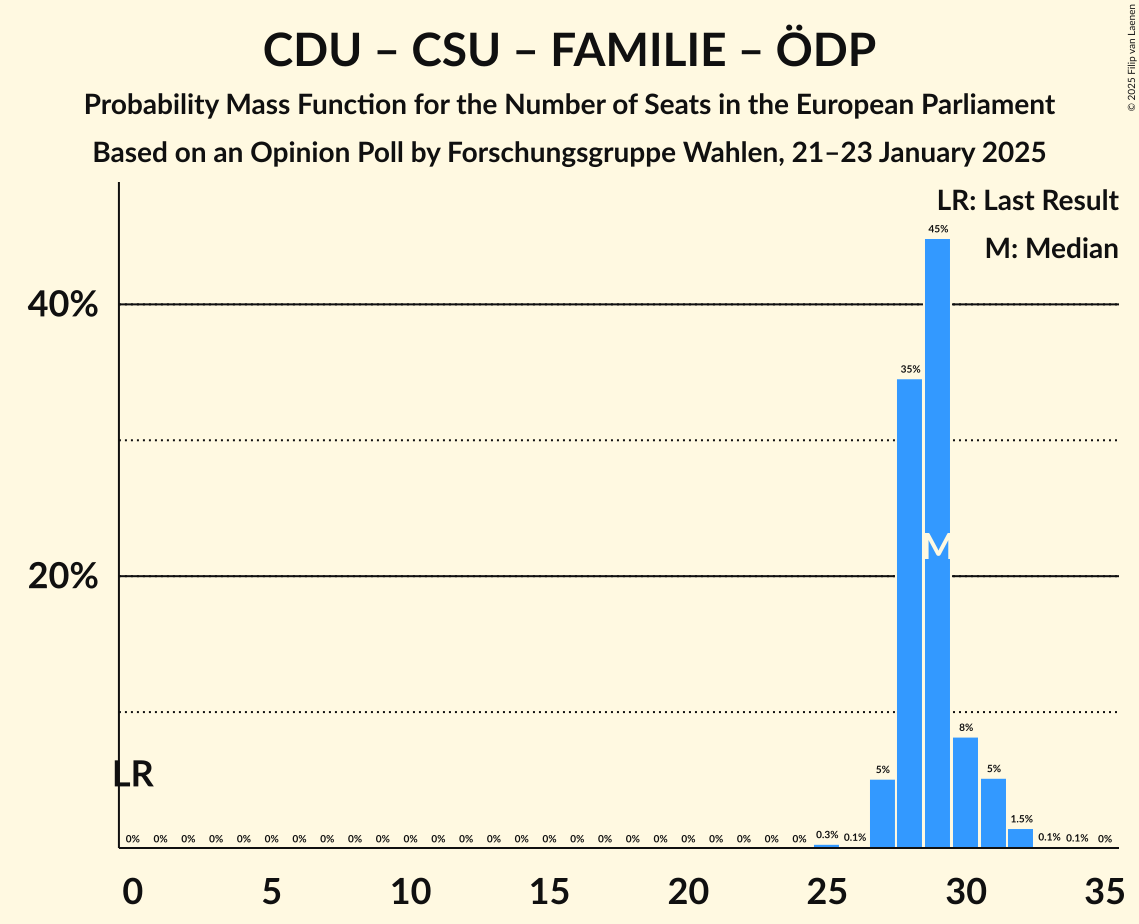 CDU – CSU – FAMILIE – ÖDP
Probability Mass Function for the Number of Seats in the European Parliament
Based on an Opinion Poll by Forschungsgruppe Wahlen, 21–23 January 2025
© 2025 Filip van Laenen
LR: Last Result
M: Median
45%
40%
35%
M
20%
8%
LR
5% 5%
1.5%
0% 0% 0% 0% 0% 0% 0% 0% 0% 0% 0% 0% 0% 0% 0% 0% 0% 0% 0% 0% 0% 0% 0% 0% 0% 0.3% 0.1% 0.1% 0.1% 0%
0 5 10 15 20 25 30 35